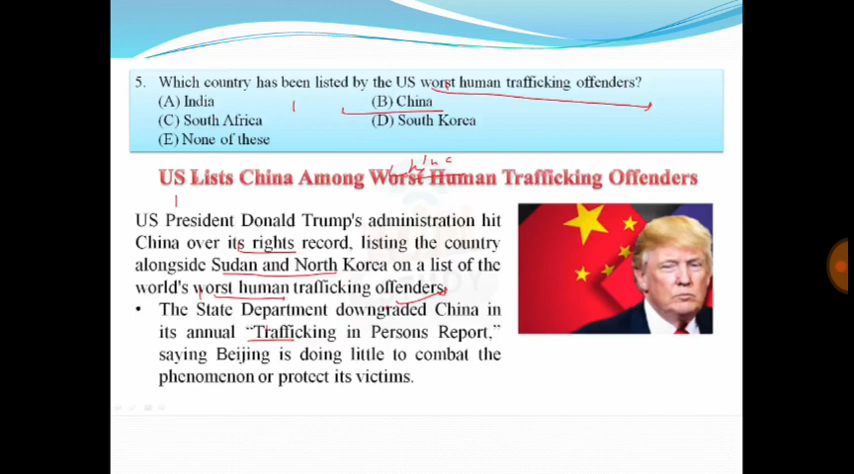 5. Which country has been listed by the US worst human trafficking offenders?
(A) India (B) China
(C) South Africa (D) South Korea
(E) None of these
US Lists China Among Worst Human Trafficking Offenders
US President Donald Trump's administration hit
China over its rights record, listing the country
alongside Sudan and North Korea on a list of the
world's worst human trafficking offenders.
• The State Department downgraded China in
its annual “Trafficking in Persons Report,”
saying Beijing is doing little to combat the
phenomenon or protect its victims.